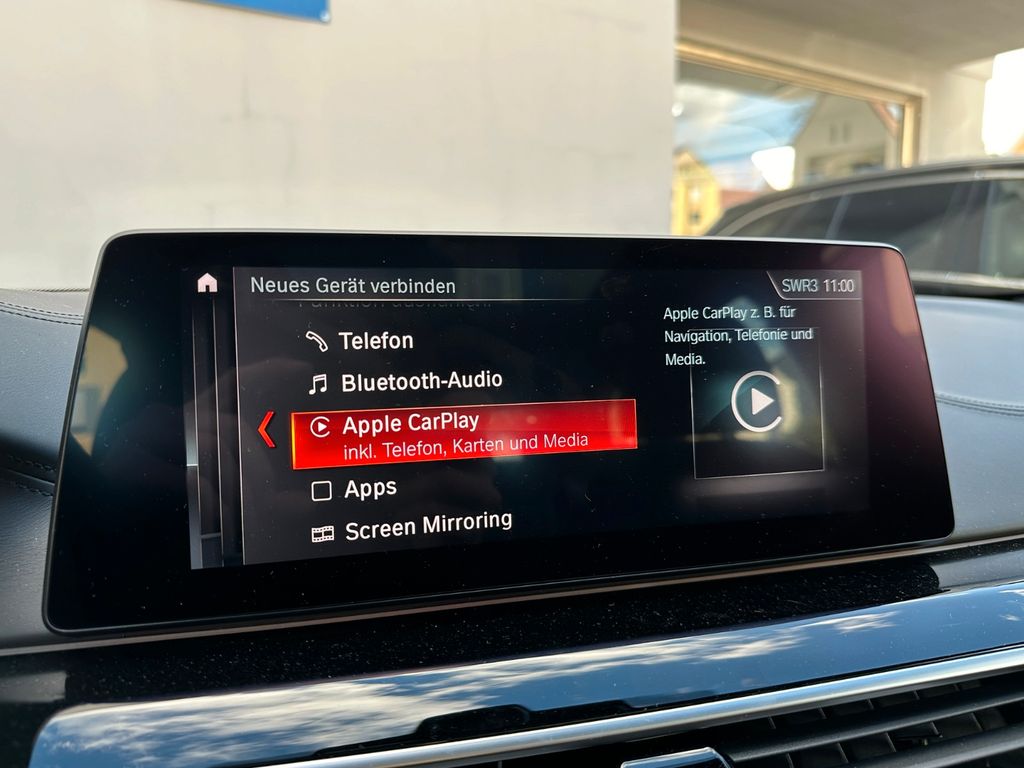 Neues Gerät verbinden
SWR3 11:00
Telefon
Bluetooth-Audio
Apple CarPlay
inkl. Telefon, Karten und Media
Apps
Screen Mirroring
Apple CarPlay z. B. für
Navigation, Telefonie und
Media.